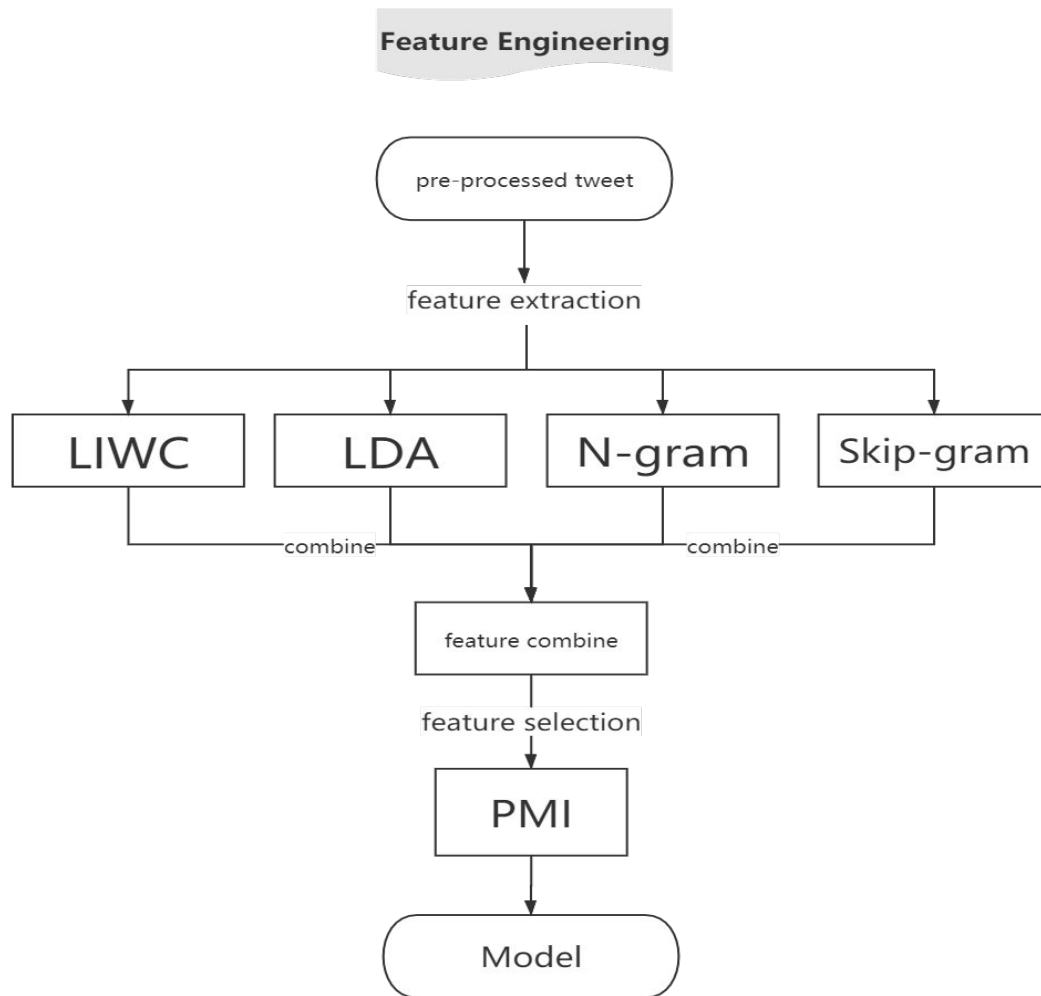 Feature Engineering
pre-processed tweet
feature extraction
LIWC
LDA
N-gram
Skip-gram
combine
combine
feature combine
feature selection
PMI
Model